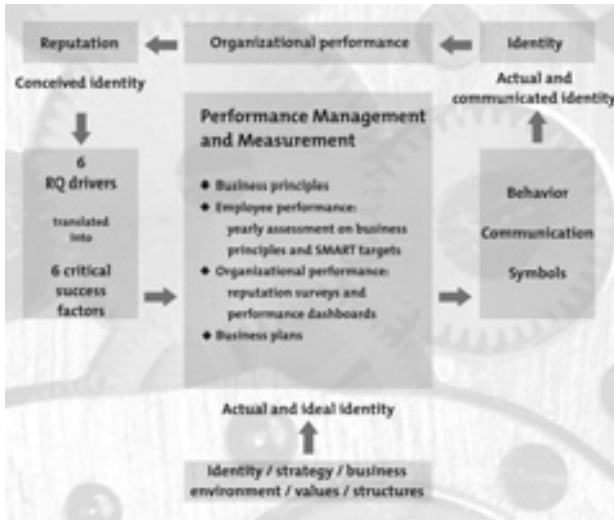 Reputation
Organizational performance
Identity
Conceived identity
Actual and
communicated identity
Performance Management
and Measurement
◆ Business principles
◆ Employee performance:
yearly assessment on business
principles and SMART targets
◆ Organizational performance:
reputation surveys and
performance dashboards
◆ Business plans
6
RQ drivers
translated
into
6 critical
success
factors
Behavior
Communication
Symbols
Actual and ideal identity
Identity / strategy / business
environment / values / structures